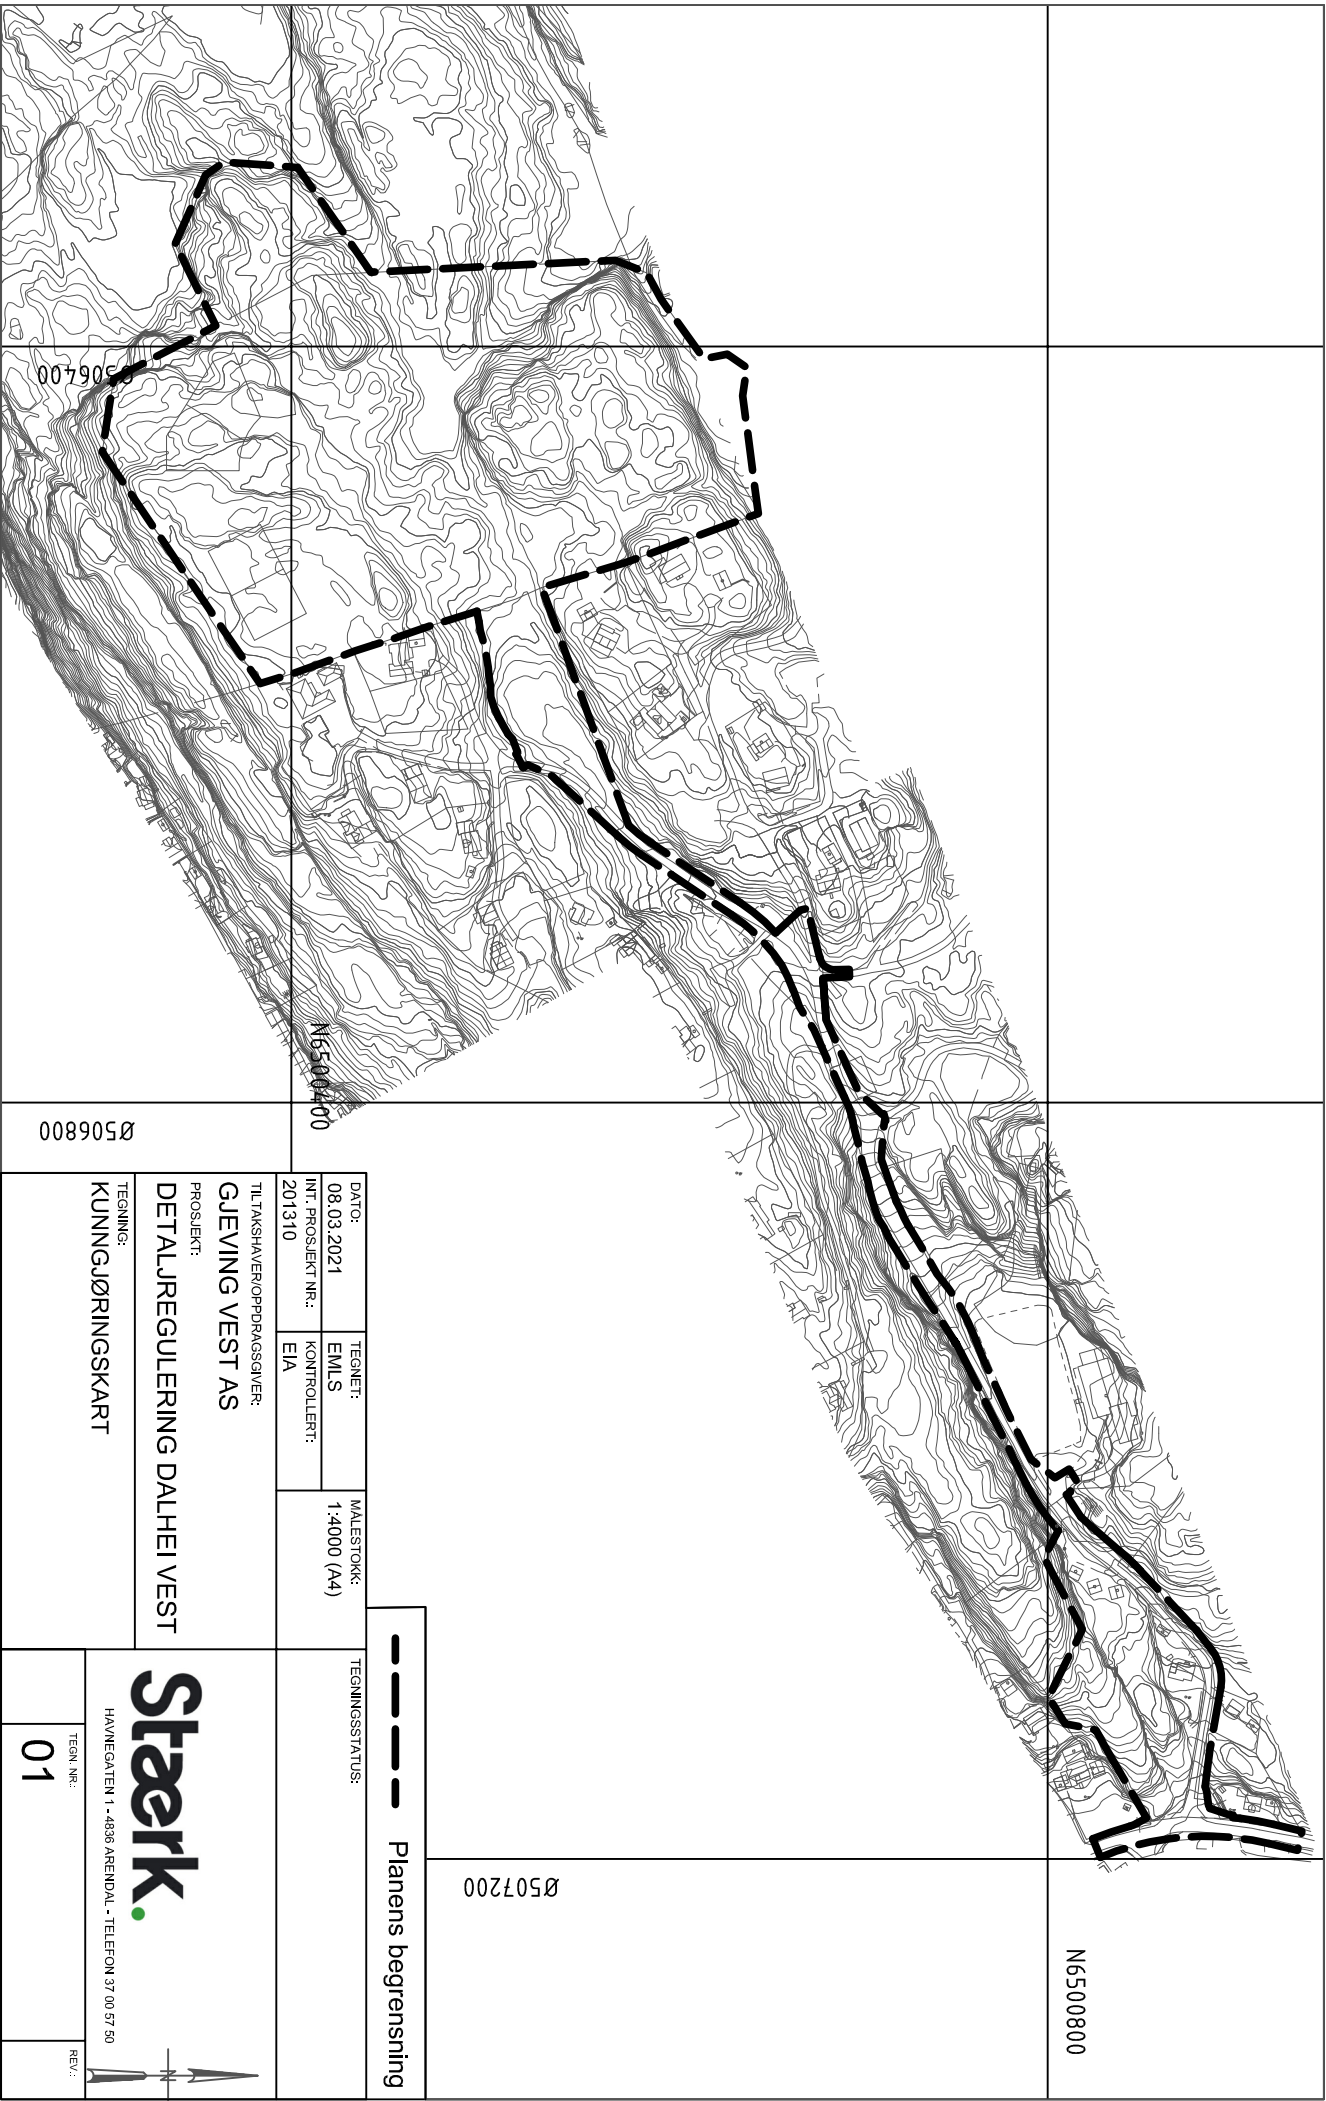 Ø506400
Ø506800
Ø507200
N6500400
N6500800
Planens begrensning
DATO:
08.03.2021
TEGNET:
EMLS
MÅLESTOKK:
1:4000 (A4)
TEGNINGSSTATUS:
INT. PROSJEKT NR.:
201310
KONTROLLERT:
EIA
TILTAKSHAVER/OPPDRAGSGIVER:
GJEVING VEST AS
PROSJEKT:
DETALJREGULERING DALHEI VEST
TEGNING:
KUNNGJØRINGSKART
Stærk.
HAVNEGATEN 1 - 4836 ARENDAL - TELEFON 37 00 57 50
TEGN. NR.:
01
REV.:
N